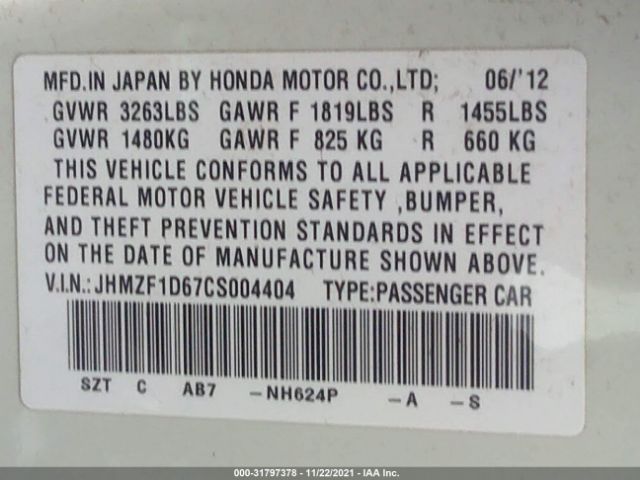 MFD.IN JAPAN BY HONDA MOTOR CO.,LTD; 06/'12
GVWR 3263LBS GAWR F 1819LBS R 1455LBS
GVWR 1480KG GAWR F 825 KG R 660 KG
THIS VEHICLE CONFORMS TO ALL APPLICABLE
FEDERAL MOTOR VEHICLE SAFETY ,BUMPER,
AND THEFT PREVENTION STANDARDS IN EFFECT
ON THE DATE OF MANUFACTURE SHOWN ABOVE.
V.I.N.: JHMZF1D67CS004404 TYPE:PASSENGER CAR
SZT C AB7 -NH624P -A -S
000-31797378 - 11/22/2021 - IAA Inc.